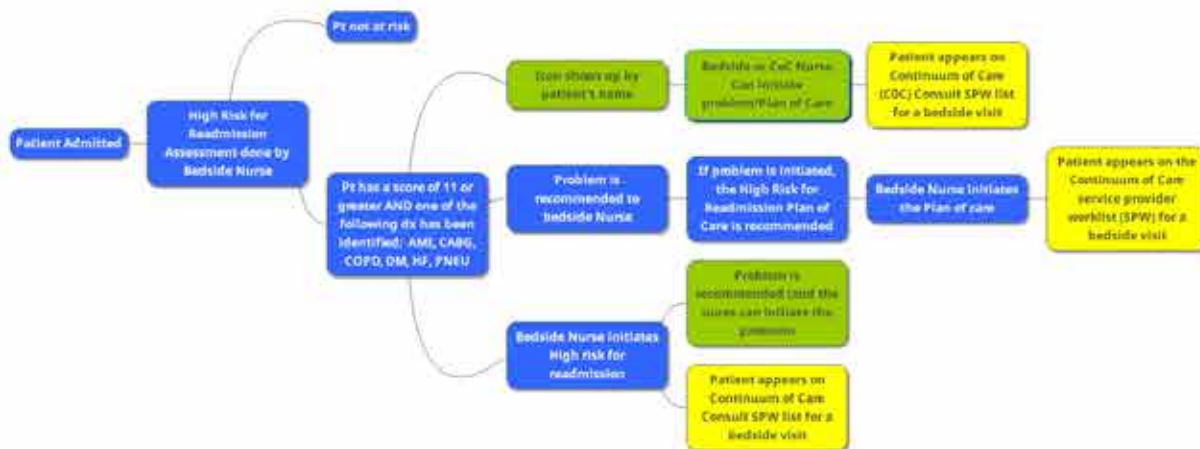 Patient Admitted
High Risk for
Readmission
Assessment done by
Bedside Nurse
Pt not at risk
Pt has a score of 11 or
greater AND one of the
following dx has been
identified: AMI, CABG,
COPD, DM, HF, PNEU
Icon shows up by
patient's name
Bedside or CoC Nurse
Can initiate
problem/Plan of Care
Patient appears on
Continuum of Care
(COC) Consult SPW list
for a bedside visit
Problem is
recommended to
bedside Nurse
If problem is initiated,
the High Risk for
Readmission Plan of
Care is recommended
Bedside Nurse initiates
the Plan of care
Patient appears on the
Continuum of Care
service provider
worklist (SPW) for a
bedside visit
Bedside Nurse initiates
High risk for
readmission
Problem is
recommended and the
can initiate the
Patient appears on
Continuum of Care
Consult SPW list for a
bedside visit